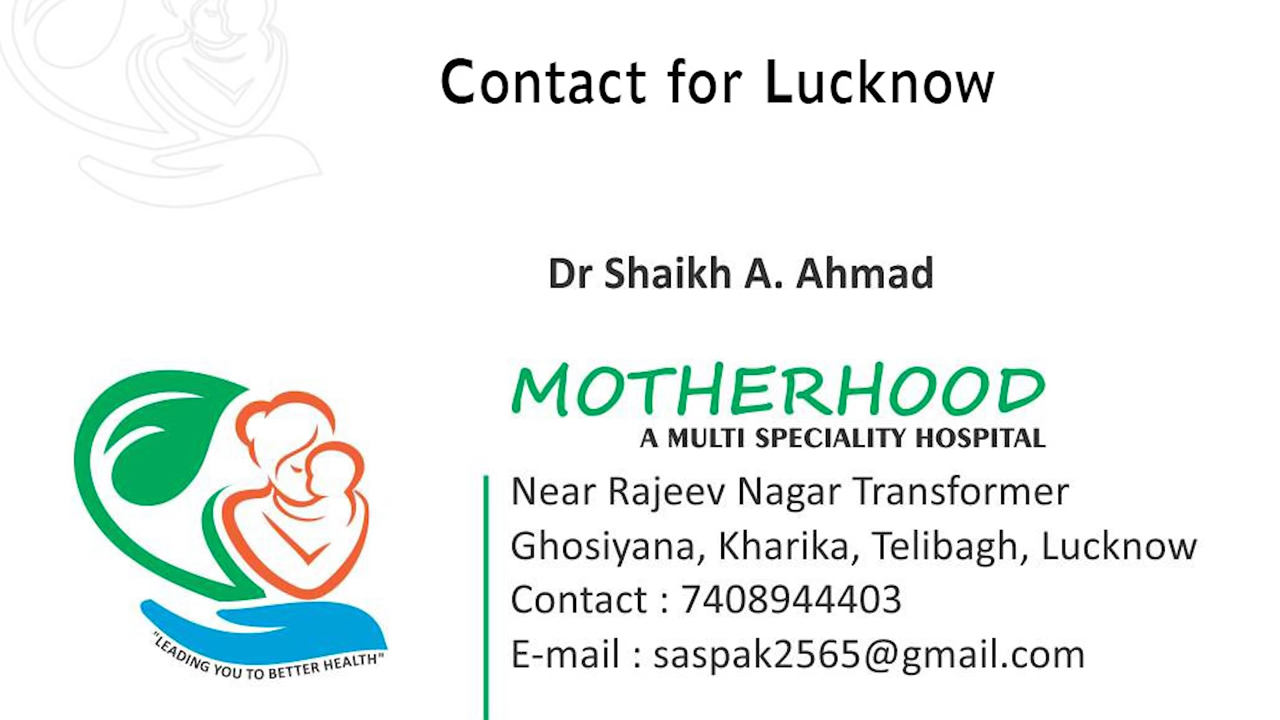 Contact for Lucknow
Dr Shaikh A. Ahmad
MOTHERHOOD
A MULTI SPECIALITY HOSPITAL
Near Rajeev Nagar Transformer
Ghosiyana, Kharika, Telibagh, Lucknow
Contact : 7408944403
E-mail : saspak2565@gmail.com
"LEADING YOU TO BETTER HEALTH"